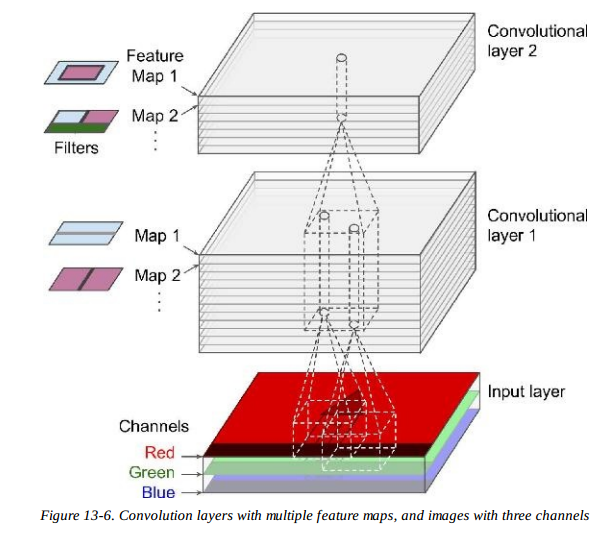 Convolutional
layer 2
Feature
Map 1
Map 2
Filters
Convolutional
layer 1
Map 1
Map 2
Input layer
Channels
Red
Green
Blue
Figure 13-6. Convolution layers with multiple feature maps, and images with three channels